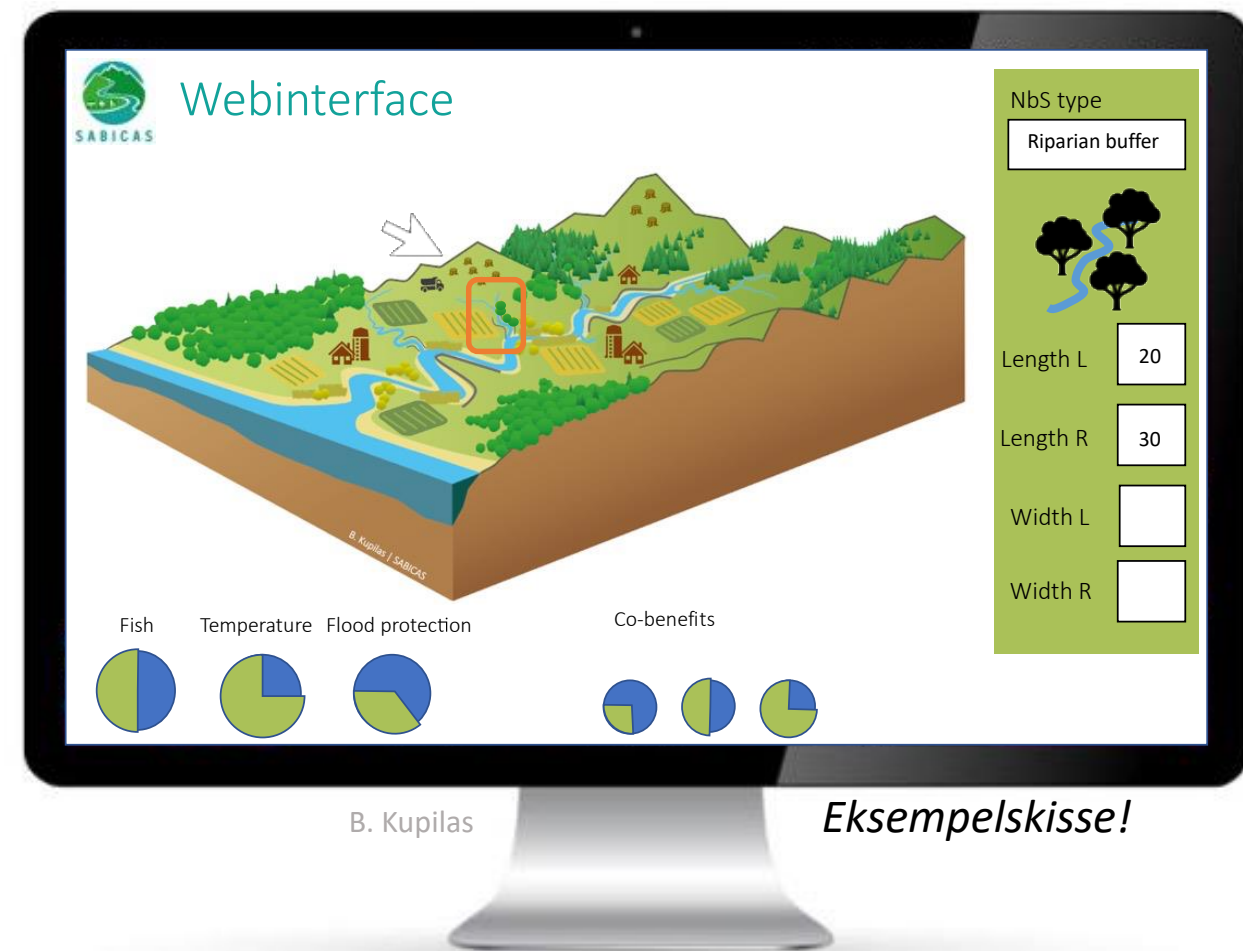 SABICAS
Webinterface
NbS type
Riparian buffer
Length L
20
Length R
30
Width L
Width R
B. Kupilas | SABICAS
Fish
Temperature
Flood protection
Co-benefits
B. Kupilas
Eksempelskisse!